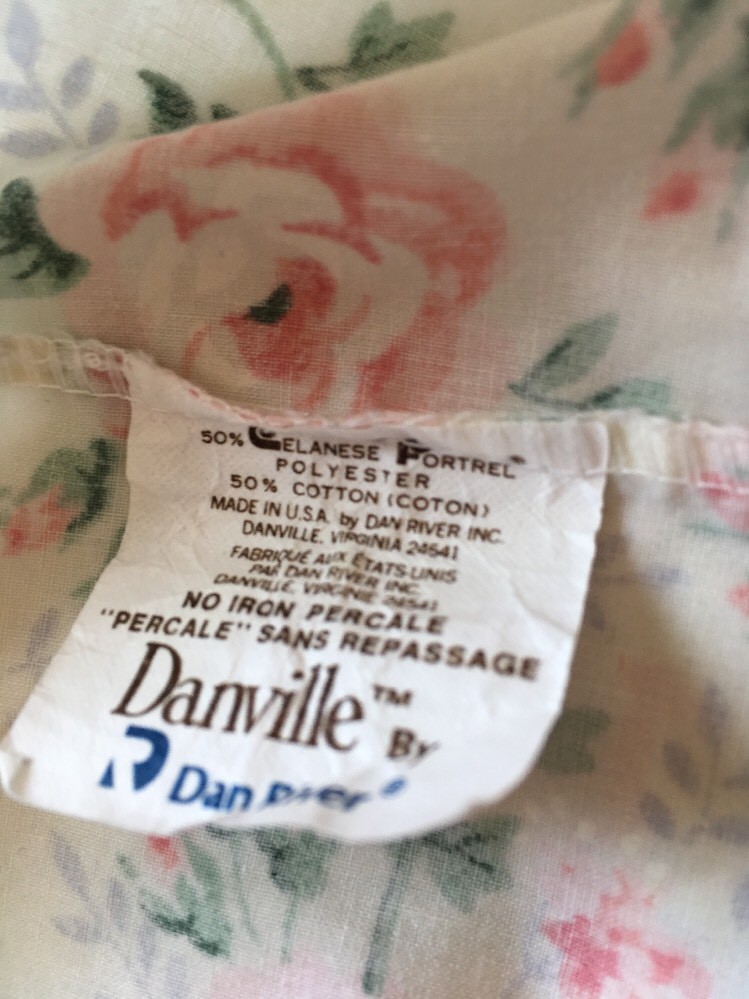 50% CELANESE PORTREL®
POLYESTER
50% COTTON (COTON)
MADE IN U.S.A. by DAN RIVER INC.
DANVILLE, VIRGINIA 24541
FABRIQUÉ AUX ÉTATS-UNIS
PAR DAN RIVER INC.
DANVILLE, VIRGINIE 24541
NO IRON PERCALE
"PERCALE" SANS REPASSAGE
Danville™
By
Dan River®